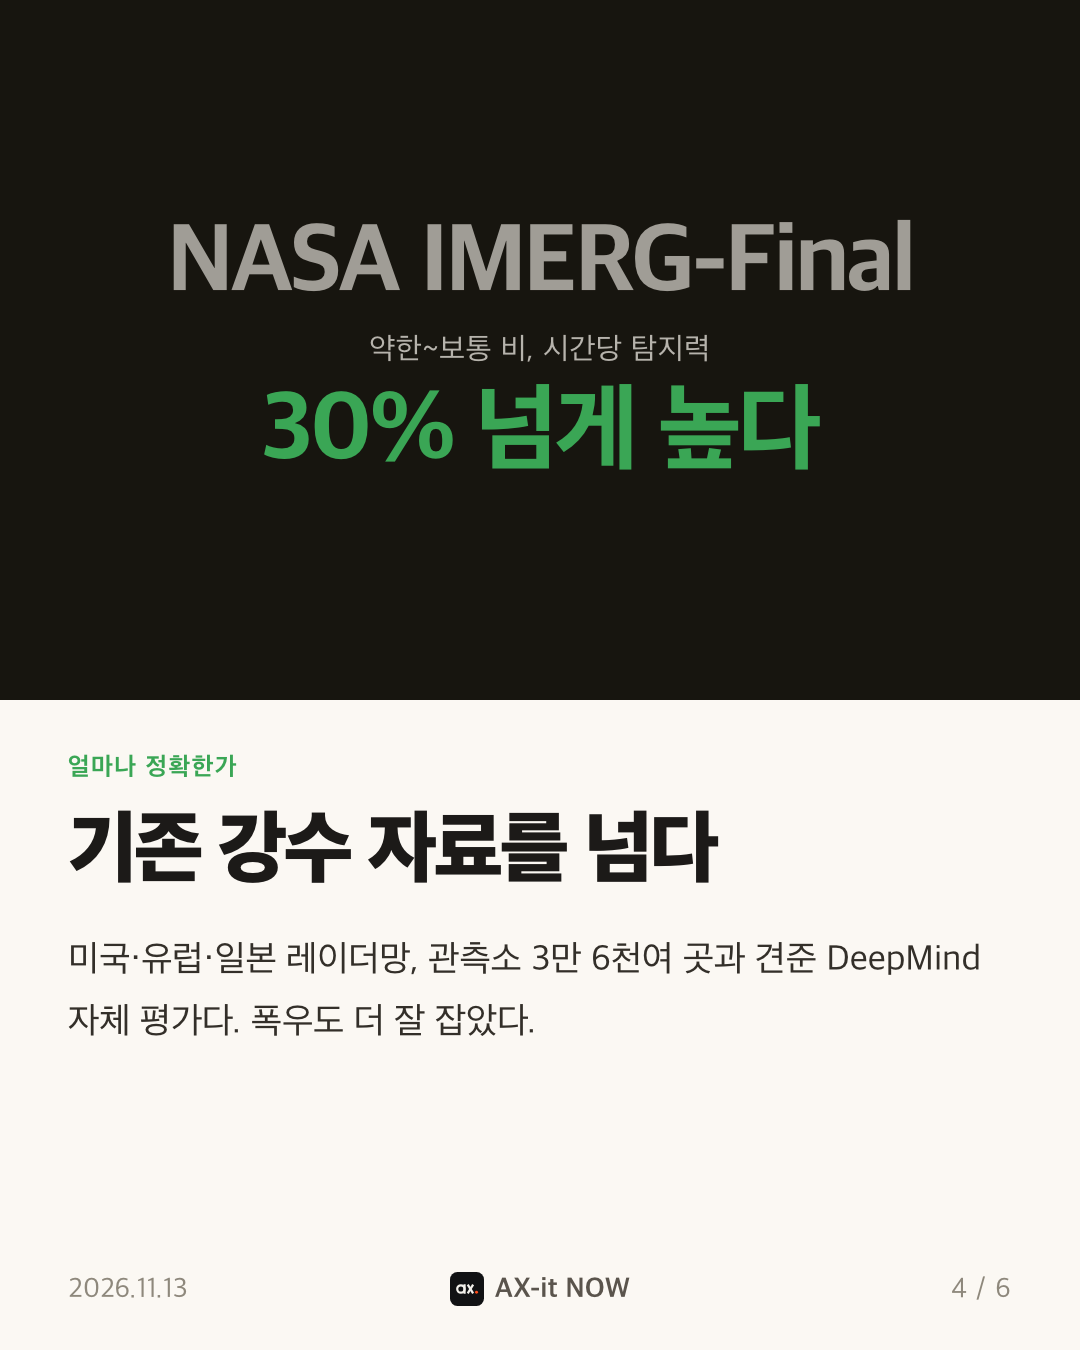 NASA IMERG-Final
약한~보통 비, 시간당 탐지력
30% 넘게 높다
얼마나 정확한가
기존 강수 자료를 넘다
미국·유럽·일본 레이더망, 관측소 3만 6천여 곳과 견준 DeepMind
자체 평가다. 폭우도 더 잘 잡았다.
2026.11.13
ax.
AX-it NOW
4 / 6